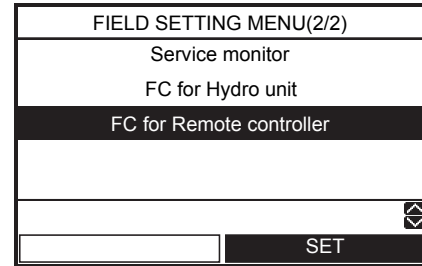 FIELD SETTING MENU(2/2)
Service monitor
FC for Hydro unit
FC for Remote controller
SET